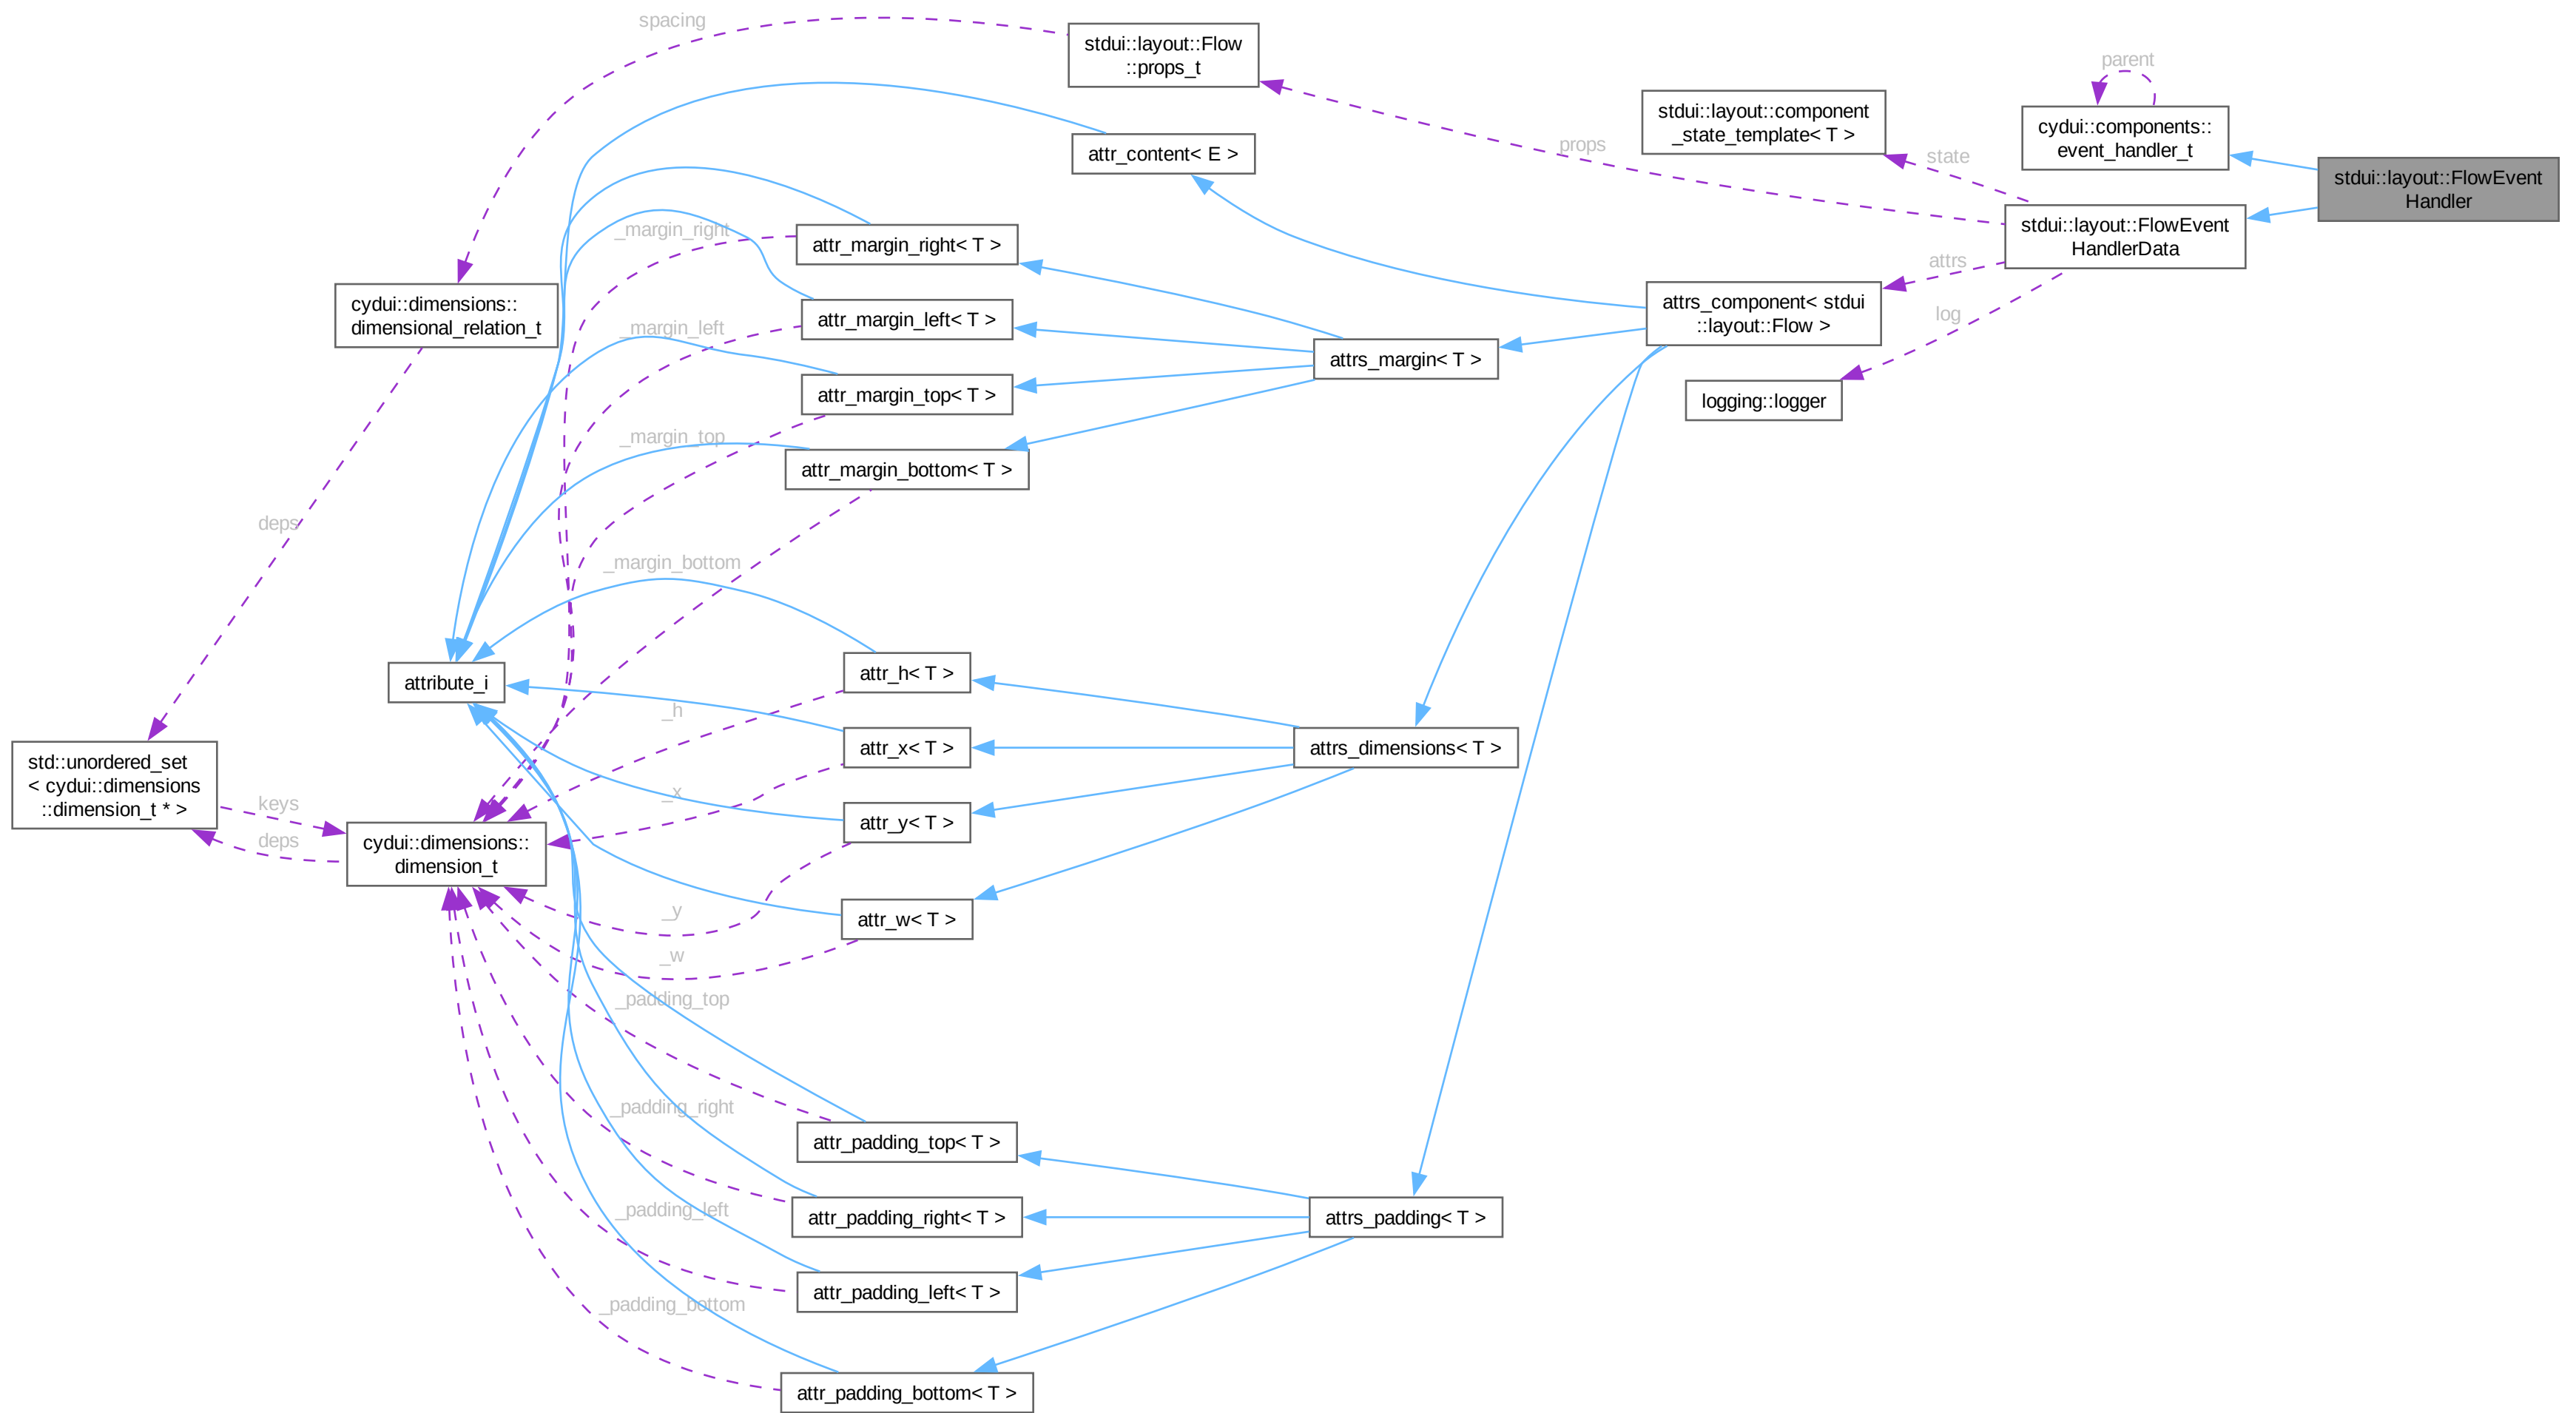 spacing
stdui::layout::Flow
::props_t
parent
stdui::layout::component
_state_template< T >
cydui::components::
event_handler_t
attr_content< E >
props
state
stdui::layout::FlowEvent
Handler
_margin_right
attr_margin_right< T >
stdui::layout::FlowEvent
HandlerData
attrs
cydui::dimensions::
dimensional_relation_t
_margin_left
attr_margin_left< T >
attrs_component< stdui
::layout::Flow >
log
attrs_margin< T >
attr_margin_top< T >
logging::logger
_margin_top
attr_margin_bottom< T >
deps
_margin_bottom
attribute_i
attr_h< T >
_h
attr_x< T >
attrs_dimensions< T >
std::unordered_set
< cydui::dimensions
::dimension_t * >
keys
deps
_x
attr_y< T >
cydui::dimensions::
dimension_t
_y
attr_w< T >
_w
_padding_top
_padding_right
attr_padding_top< T >
_padding_left
attr_padding_right< T >
attrs_padding< T >
attr_padding_left< T >
_padding_bottom
attr_padding_bottom< T >